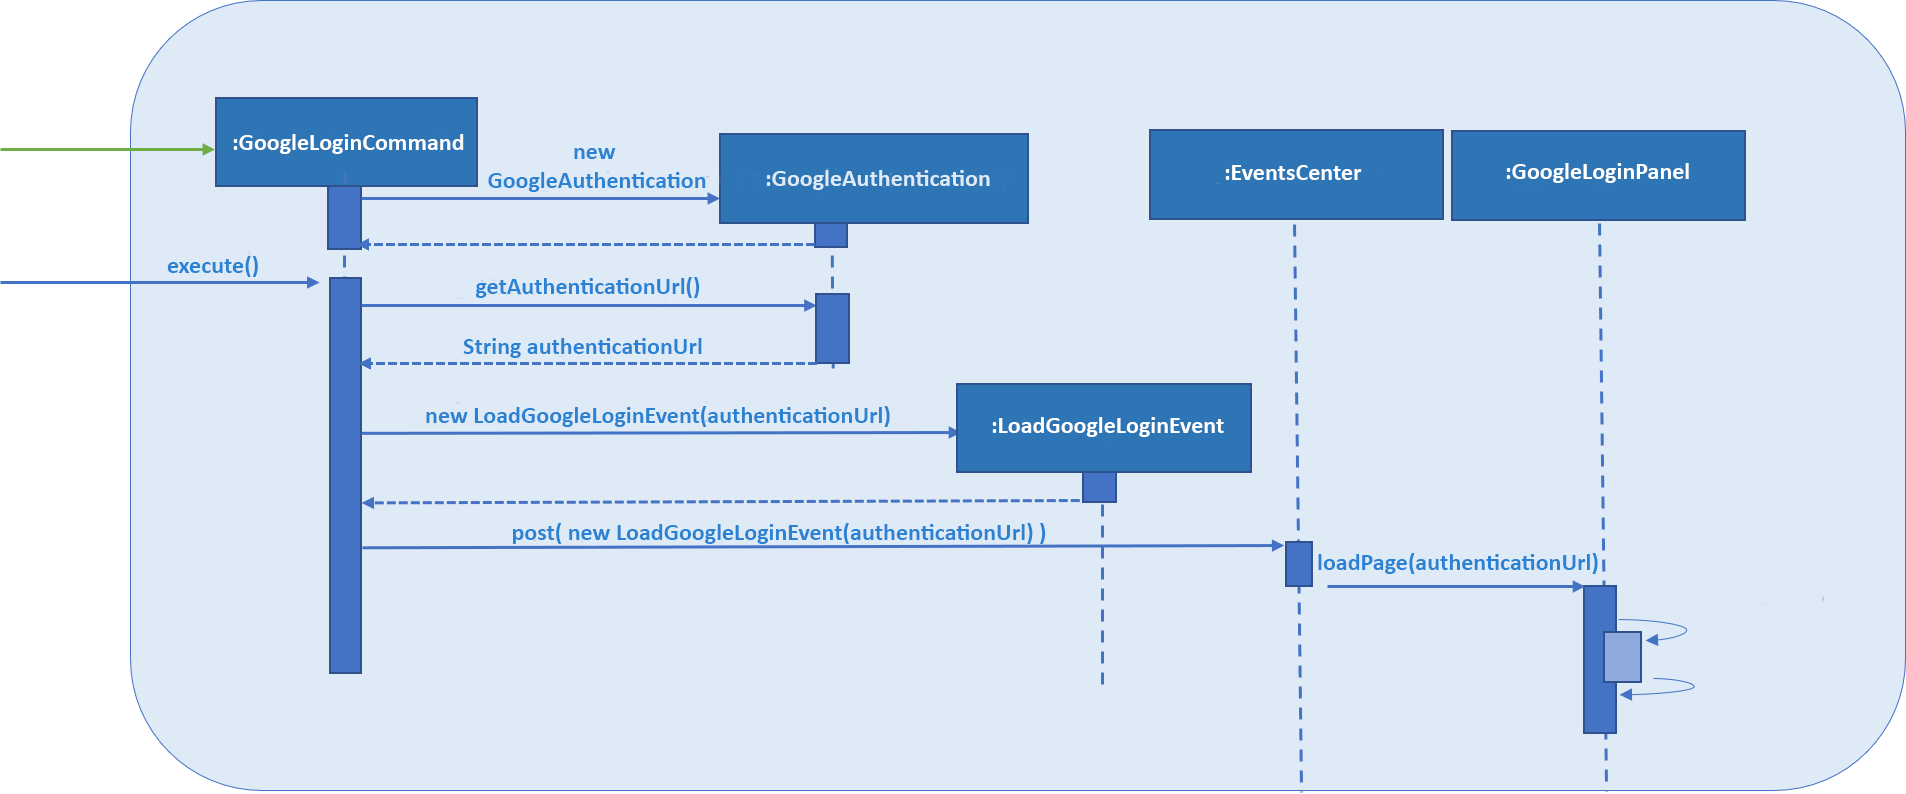 :GoogleLoginCommand
new
GoogleAuthentication
:GoogleAuthentication
:EventsCenter
:GoogleLoginPanel
execute()
getAuthenticationUrl()
String authenticationUrl
new LoadGoogleLoginEvent(authenticationUrl)
:LoadGoogleLoginEvent
post( new LoadGoogleLoginEvent(authenticationUrl) )
loadPage(authenticationUrl)